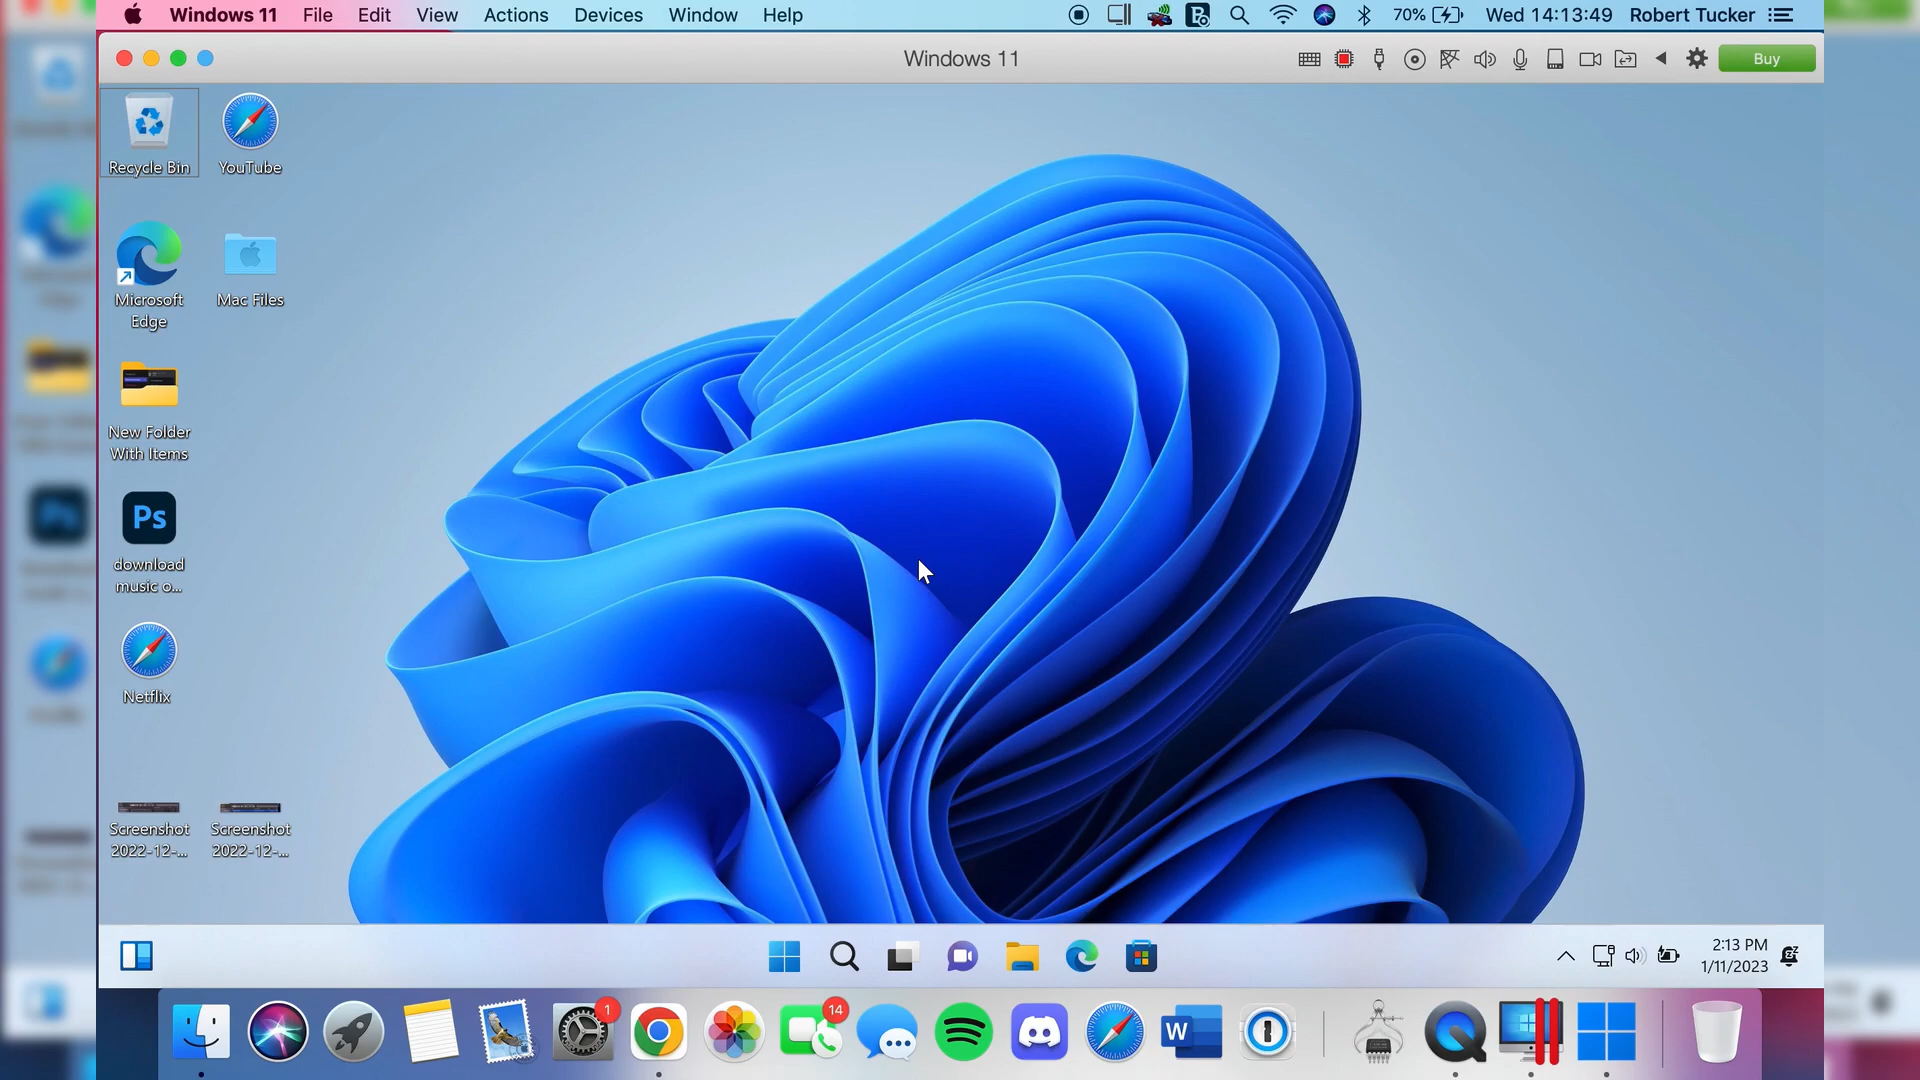 Windows 11 File Edit View Actions Devices Window Help 70% Wed 14:13:49 Robert Tucker
Windows 11 Buy
Recycle Bin
YouTube
Microsoft
Edge
Mac Files
New Folder
With Items
Ps
download
music o...
Netflix
Screenshot
2022-12-...
Screenshot
2022-12-...
2:13 PM
1/11/2023
1
14
W